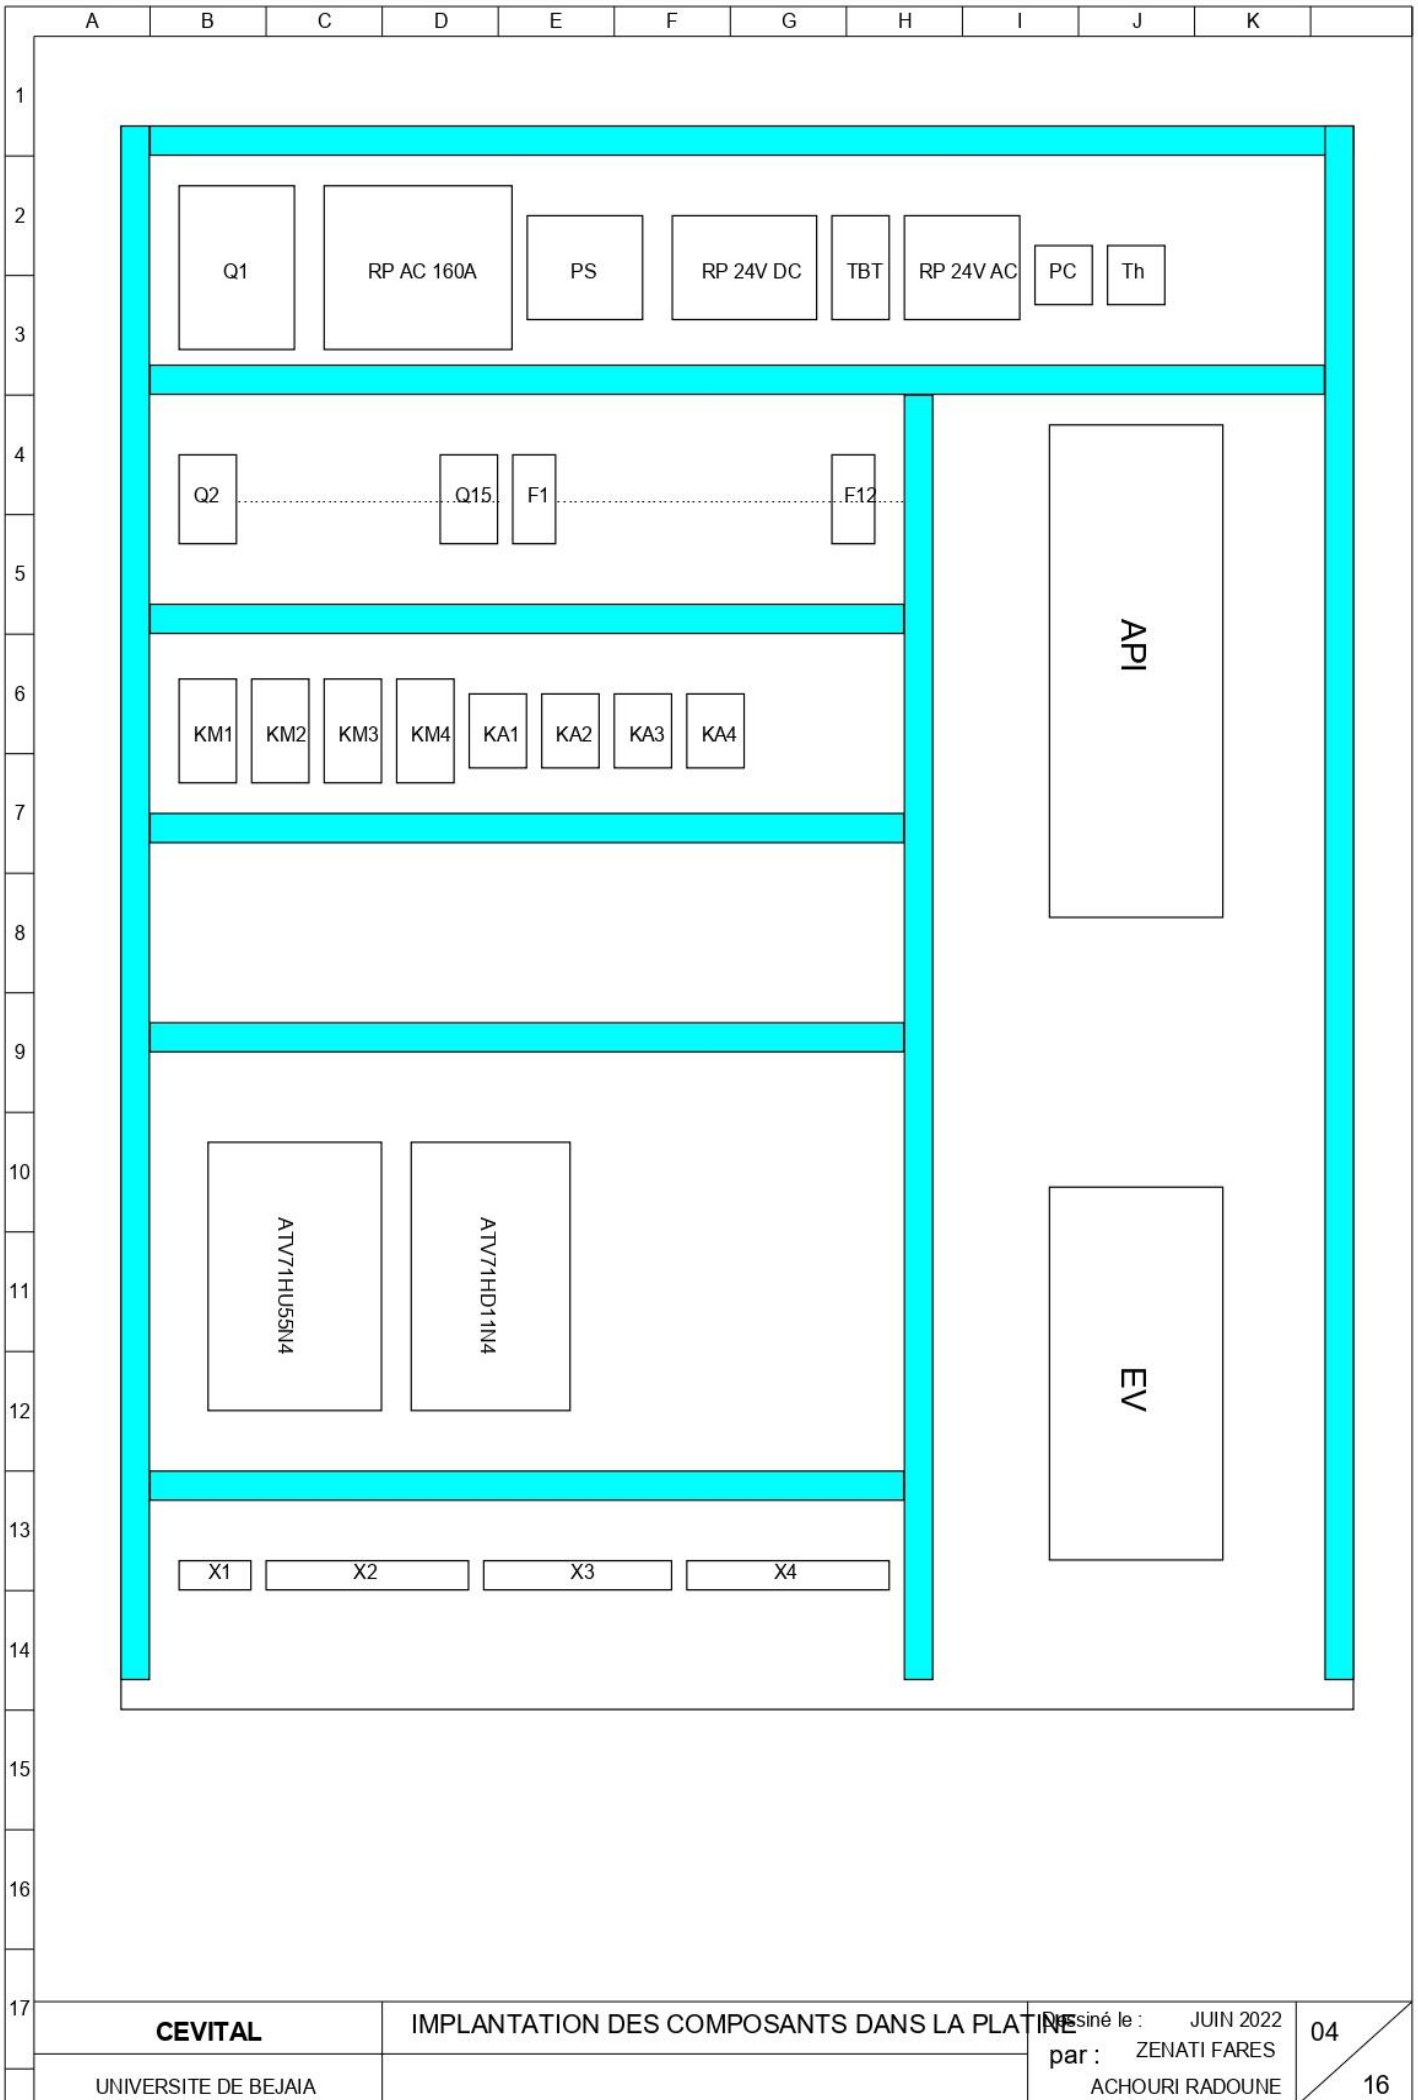 A B C D E F G H I J K
1
2
Q1 RP AC 160A PS RP 24V DC TBT RP 24V AC PC Th
3
4
Q2 Q15 F1 F12
5
API
6
KM1 KM2 KM3 KM4 KA1 KA2 KA3 KA4
7
8
9
10
ATV71HU55N4 ATV71HD11N4
11
EV
12
13
X1 X2 X3 X4
14
15
16
17
CEVITAL IMPLANTATION DES COMPOSANTS DANS LA PLATINE Dessiné le : JUIN 2022 04
par : ZENATI FARES
UNIVERSITE DE BEJAIA ACHOURI RADOUNE 16